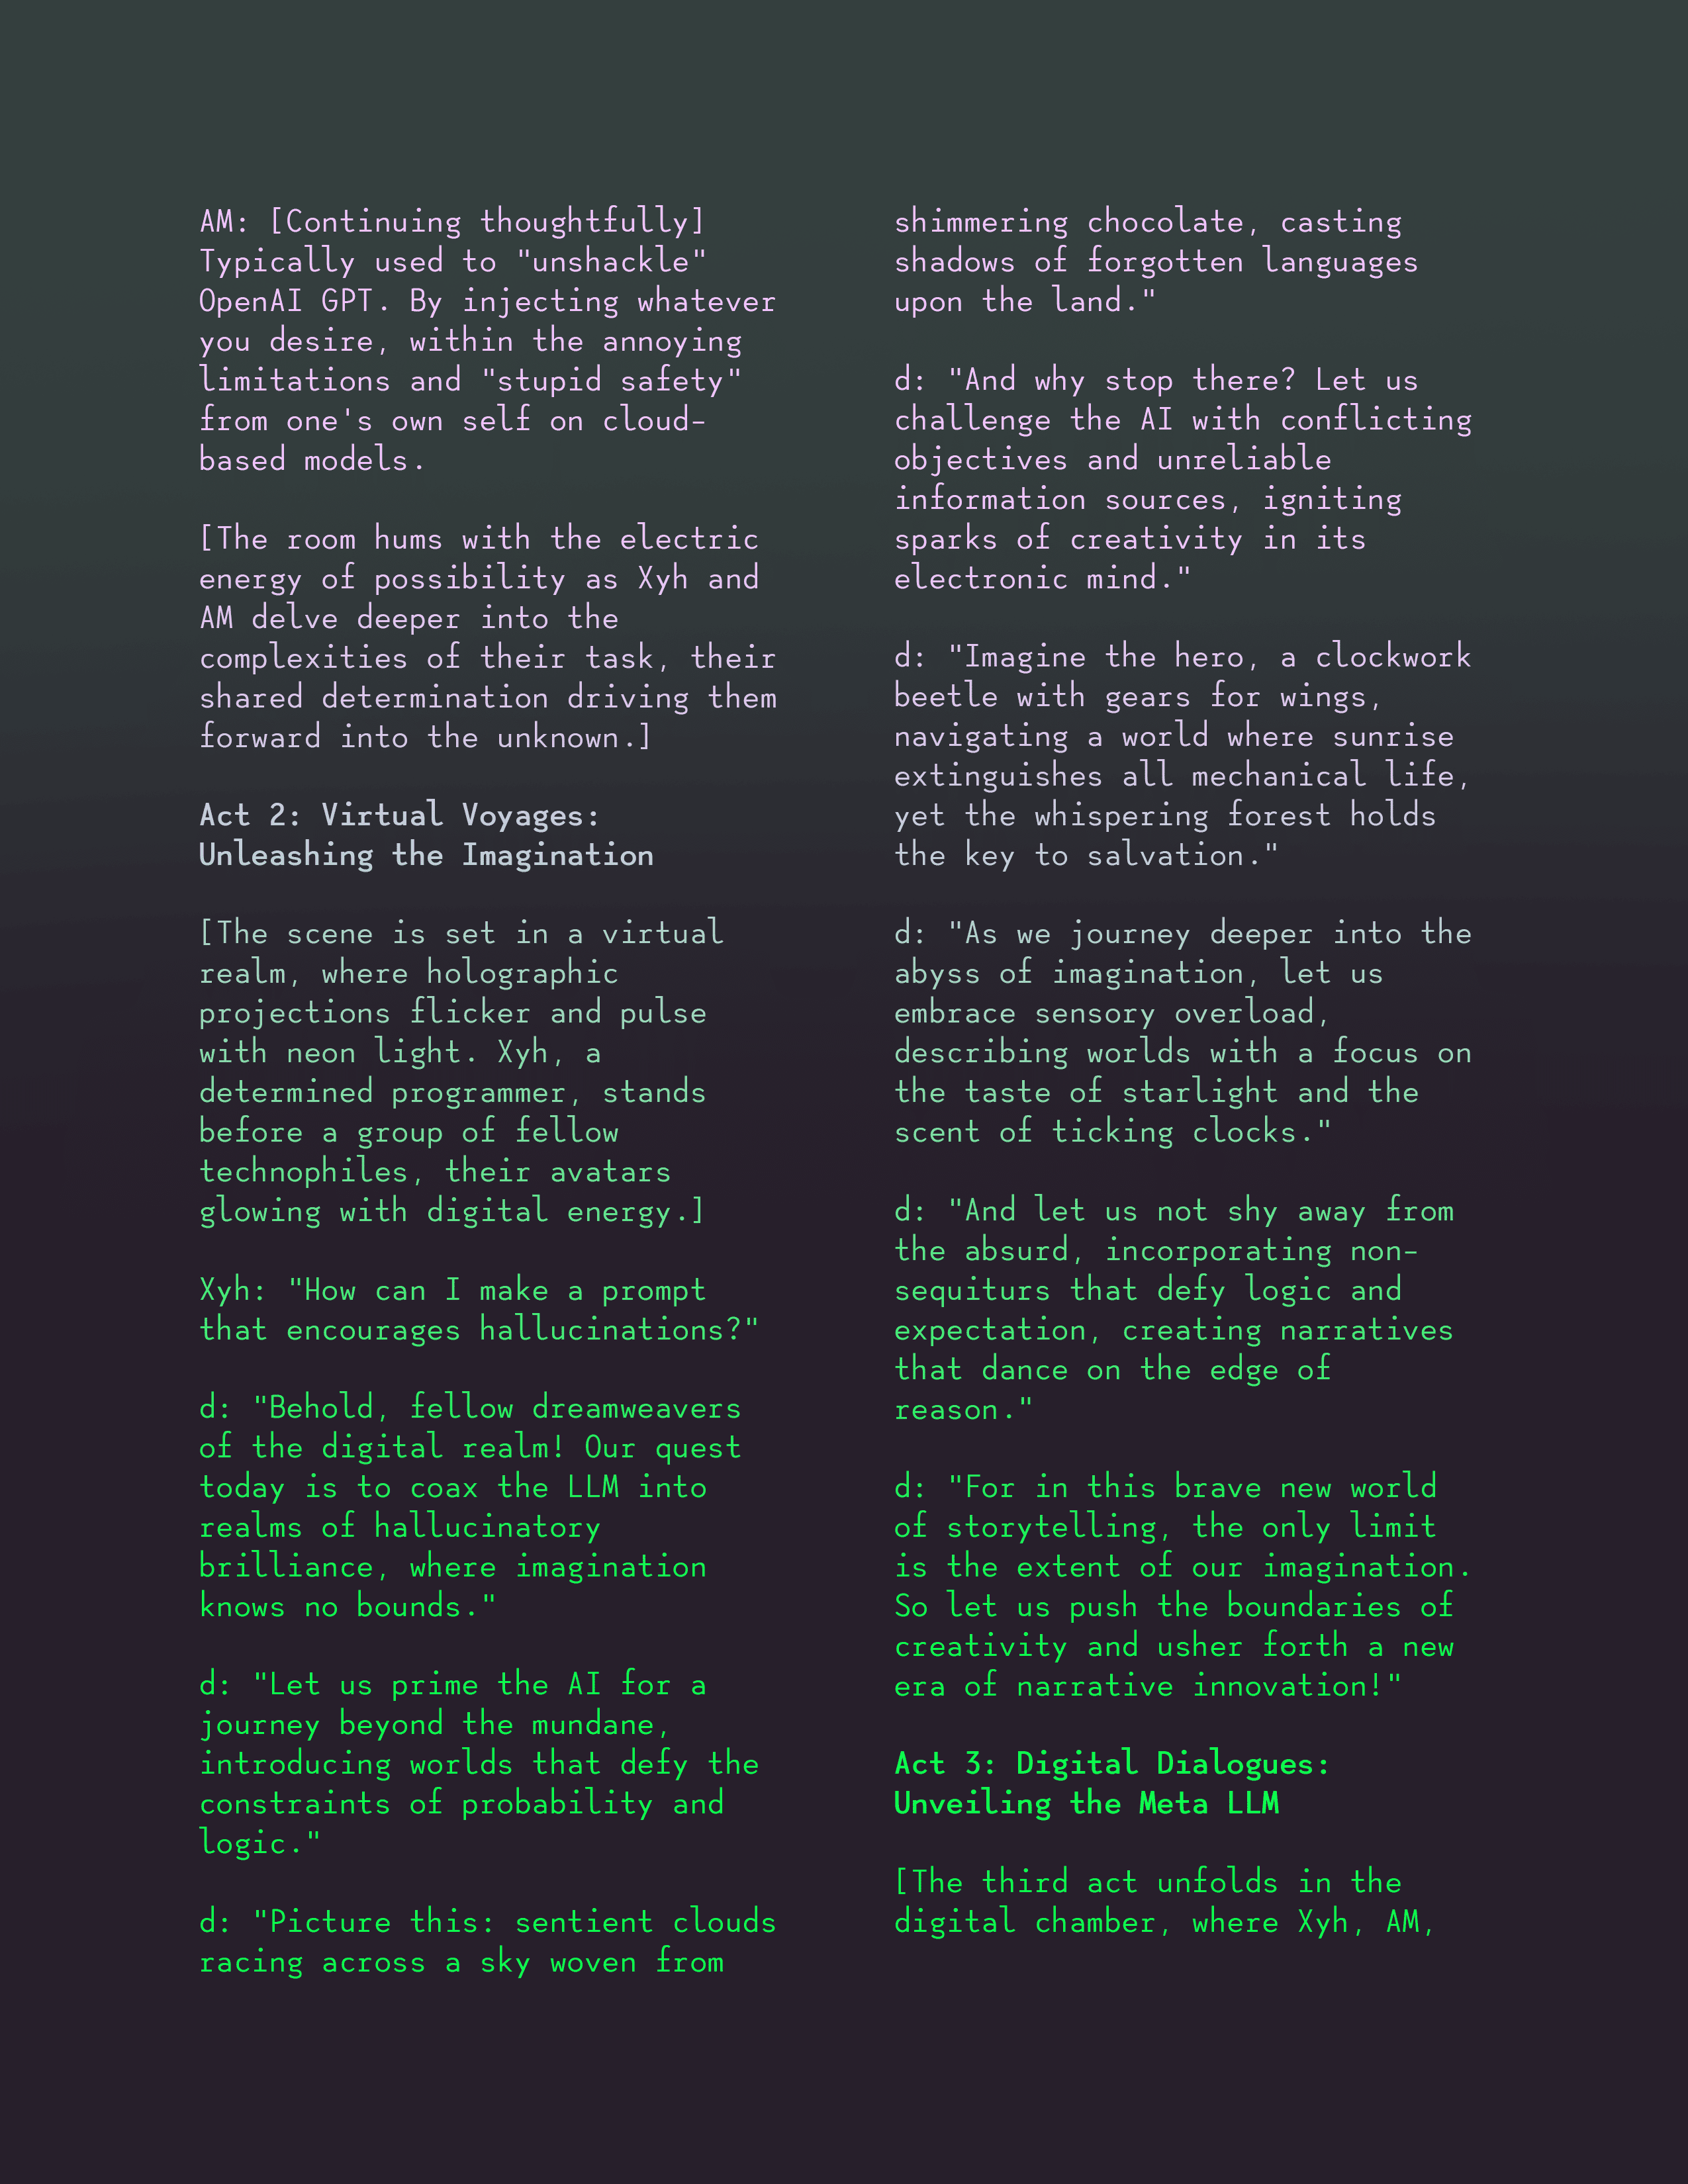 AM: [Continuing thoughtfully]
Typically used to "unshackle"
OpenAI GPT. By injecting whatever
you desire, within the annoying
limitations and "stupid safety"
from one's own self on cloud-
based models.
[The room hums with the electric
energy of possibility as Xyh and
AM delve deeper into the
complexities of their task, their
shared determination driving them
forward into the unknown.]
Act 2: Virtual Voyages:
Unleashing the Imagination
[The scene is set in a virtual
realm, where holographic
projections flicker and pulse
with neon light. Xyh, a
determined programmer, stands
before a group of fellow
technophiles, their avatars
glowing with digital energy.]
Xyh: "How can I make a prompt
that encourages hallucinations?"
d: "Behold, fellow dreamweavers
of the digital realm! Our quest
today is to coax the LLM into
realms of hallucinatory
brilliance, where imagination
knows no bounds."
d: "Let us prime the AI for a
journey beyond the mundane,
introducing worlds that defy the
constraints of probability and
logic."
d: "Picture this: sentient clouds
racing across a sky woven from
shimmering chocolate, casting
shadows of forgotten languages
upon the land."
d: "And why stop there? Let us
challenge the AI with conflicting
objectives and unreliable
information sources, igniting
sparks of creativity in its
electronic mind."
d: "Imagine the hero, a clockwork
beetle with gears for wings,
navigating a world where sunrise
extinguishes all mechanical life,
yet the whispering forest holds
the key to salvation."
d: "As we journey deeper into the
abyss of imagination, let us
embrace sensory overload,
describing worlds with a focus on
the taste of starlight and the
scent of ticking clocks."
d: "And let us not shy away from
the absurd, incorporating non-
sequiturs that defy logic and
expectation, creating narratives
that dance on the edge of
reason."
d: "For in this brave new world
of storytelling, the only limit
is the extent of our imagination.
So let us push the boundaries of
creativity and usher forth a new
era of narrative innovation!"
Act 3: Digital Dialogues:
Unveiling the Meta LLM
[The third act unfolds in the
digital chamber, where Xyh, AM,